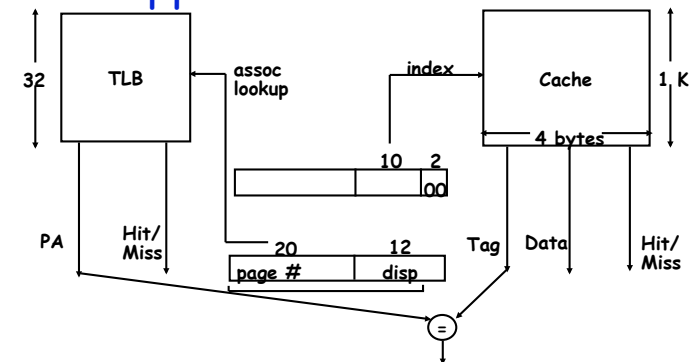 32
TLB
assoc
lookup
index
Cache
1 K
4 bytes
10
2
00
PA
Hit/
Miss
20
12
page #
disp
Tag
Data
Hit/
Miss
=